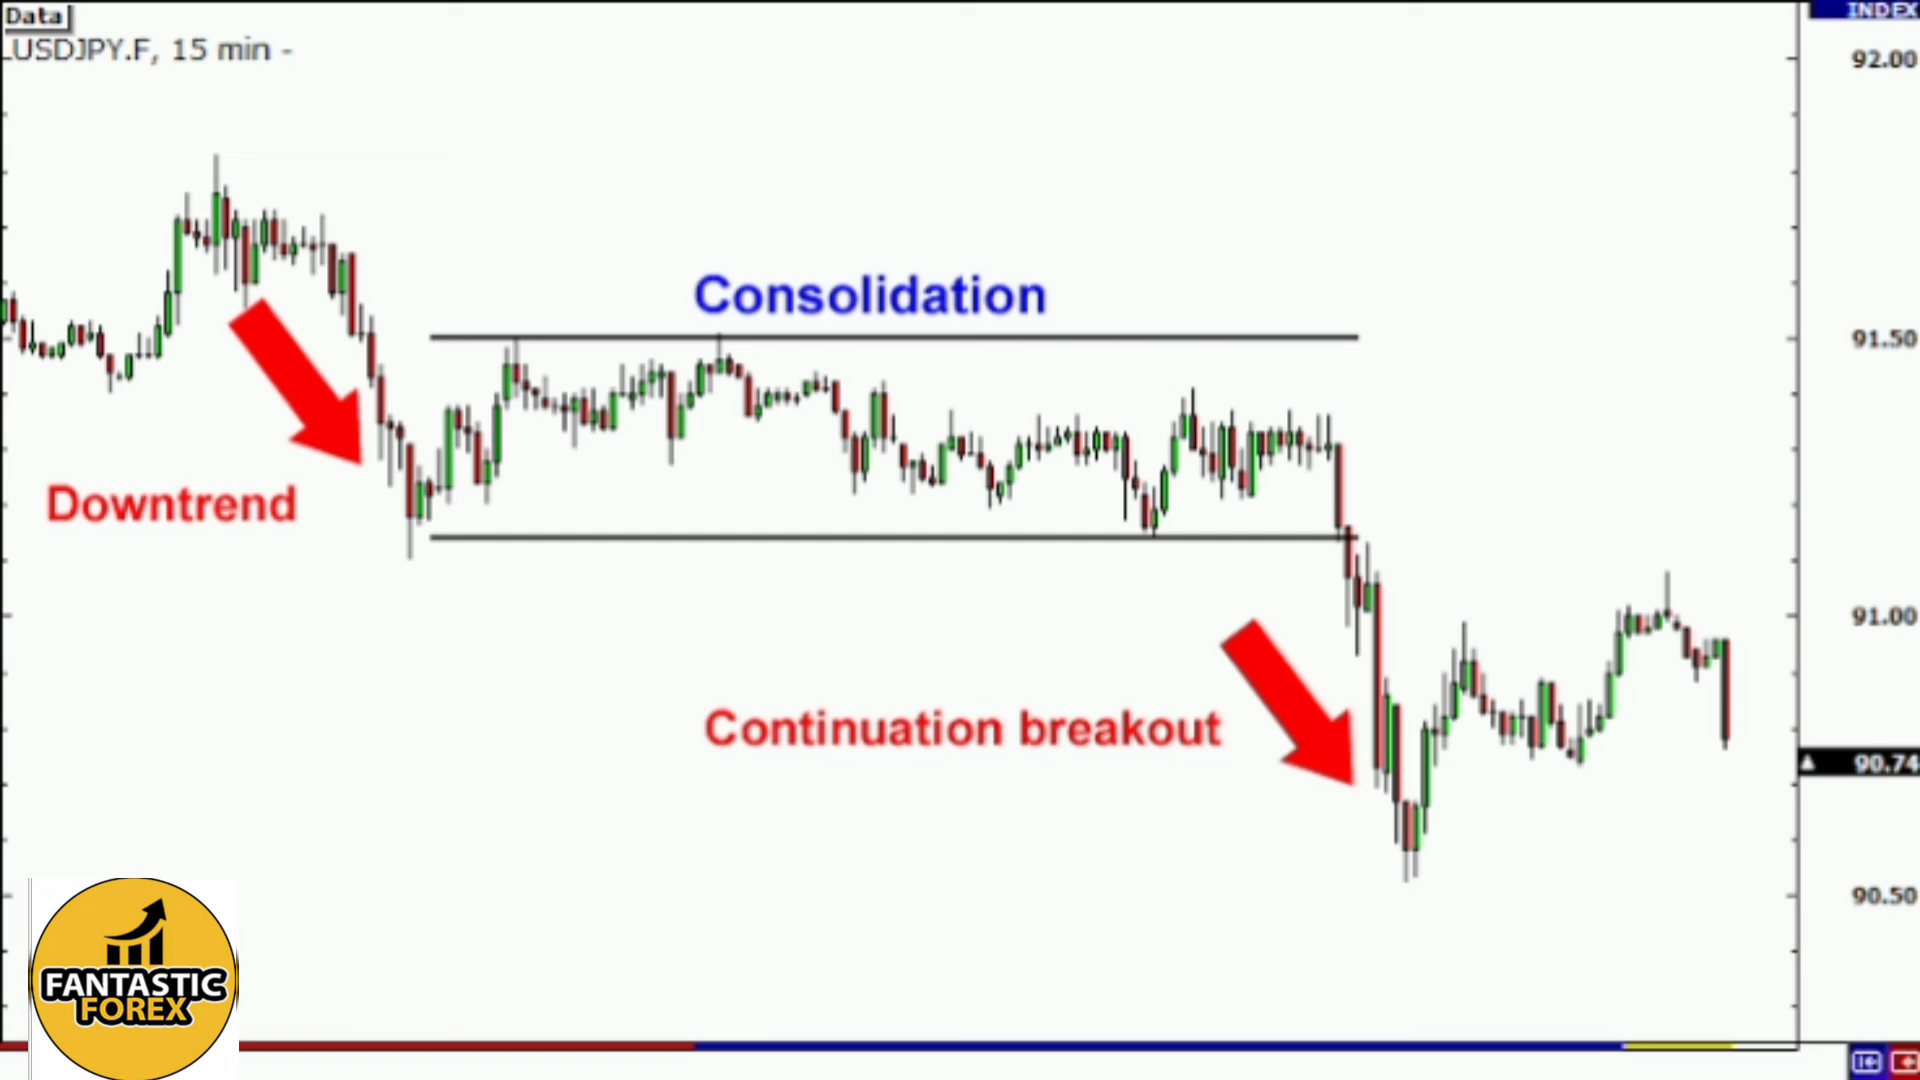 Data
USDJPY.F, 15 min -
INDEX
92.00
Consolidation
91.50
Downtrend
91.00
Continuation breakout
90.74
90.50
FANTASTIC
FOREX